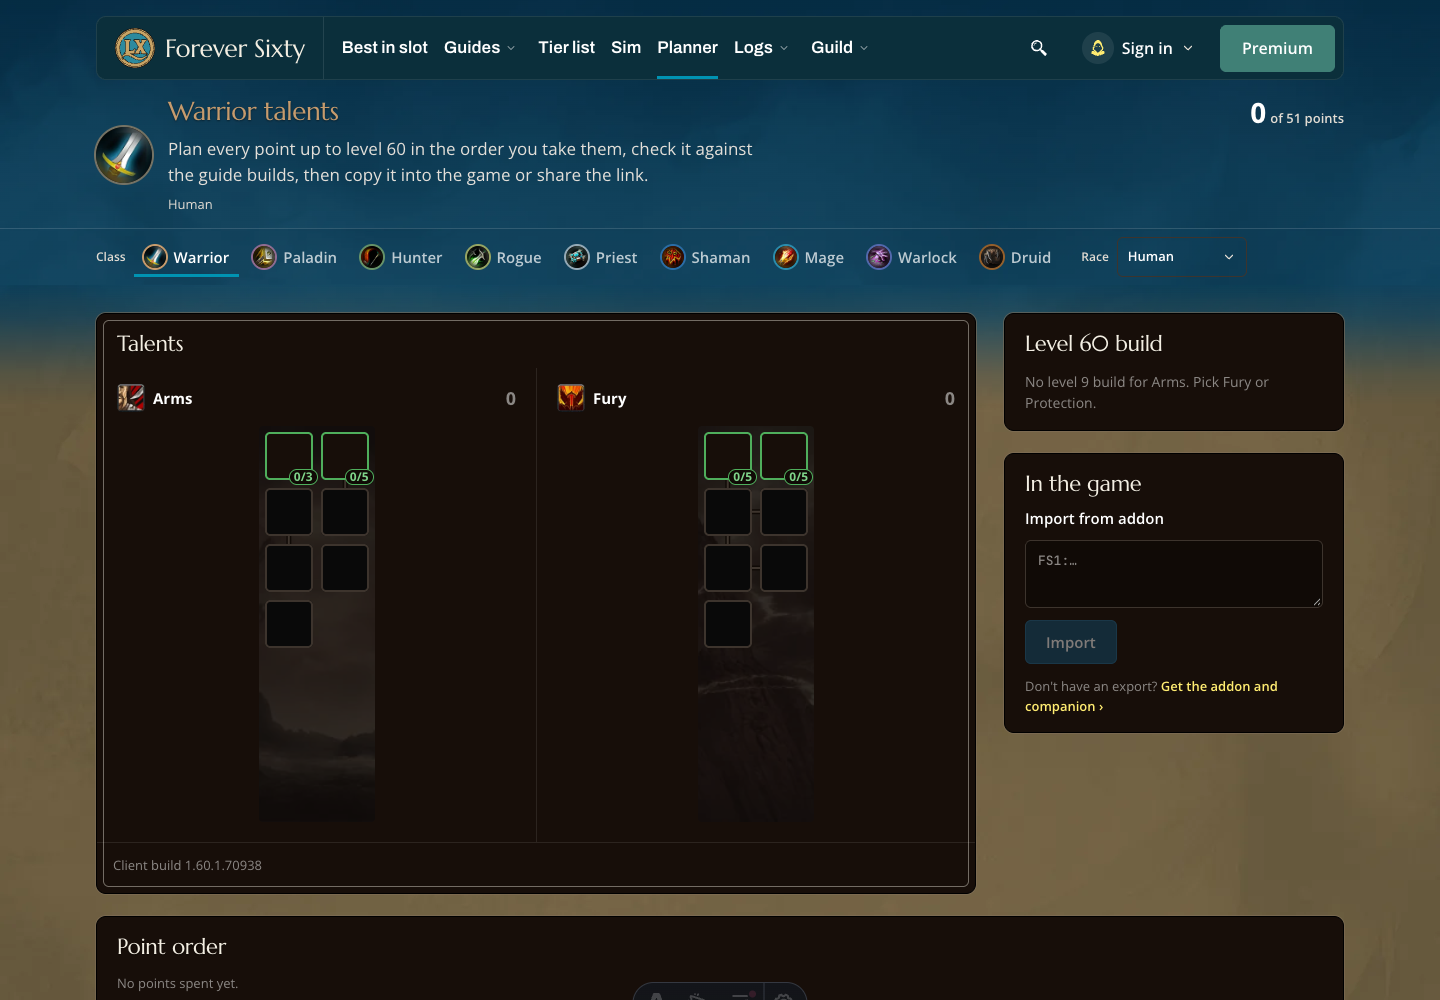 LX Forever Sixty
Best in slot Guides Tier list Sim Planner Logs Guild Sign in Premium
Warrior talents
0 of 51 points
Plan every point up to level 60 in the order you take them, check it against
the guide builds, then copy it into the game or share the link.
Human
Class Warrior Paladin Hunter Rogue Priest Shaman Mage Warlock Druid Race Human
Talents
Arms 0
Fury 0
0/3 0/5
0/5 0/5
Client build 1.60.1.70938
Level 60 build
No level 9 build for Arms. Pick Fury or
Protection.
In the game
Import from addon
FS1:…
Import
Don't have an export? Get the addon and
companion ›
Point order
No points spent yet.